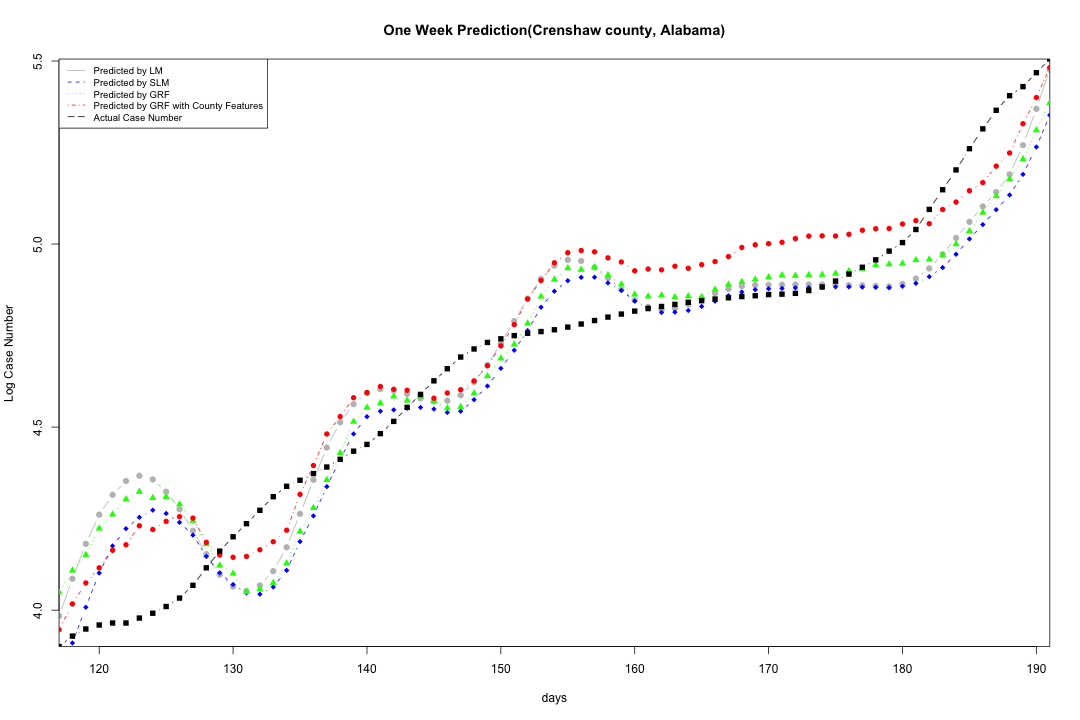 One Week Prediction(Crenshaw county, Alabama)
5.5
Predicted by LM
Predicted by SLM
Predicted by GRF
Predicted by GRF with County Features
Actual Case Number
5.0
4.5
4.0
Log Case Number
120 130 140 150 160 170 180 190
days